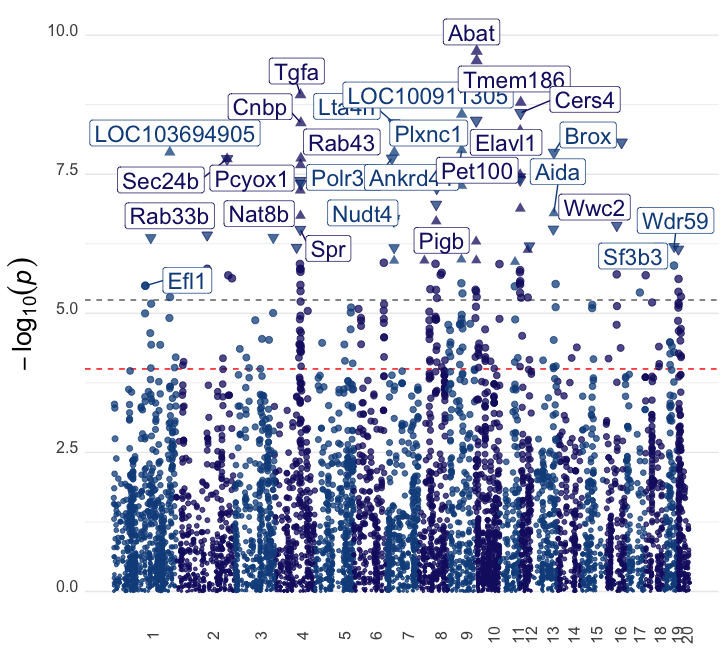 10.0
Abat
Tgfa
Tmem186
Cnbp
Lta4h
LOC100911305
Cers4
LOC103694905
Rab43
Plxnc1
Elavl1
Brox
7.5
Sec24b
Pcyox1
Polr3
Pet100
Aida
Rab33b
Nat8b
Nudt4
Wwc2
Wdr59
Spr
Pigb
Sf3b3
Efl1
5.0
− log10(p)
2.5
0.0
1 2 3 4 5 6 7 8 9 10 11 12 13 14 15 16 17 18 19 20